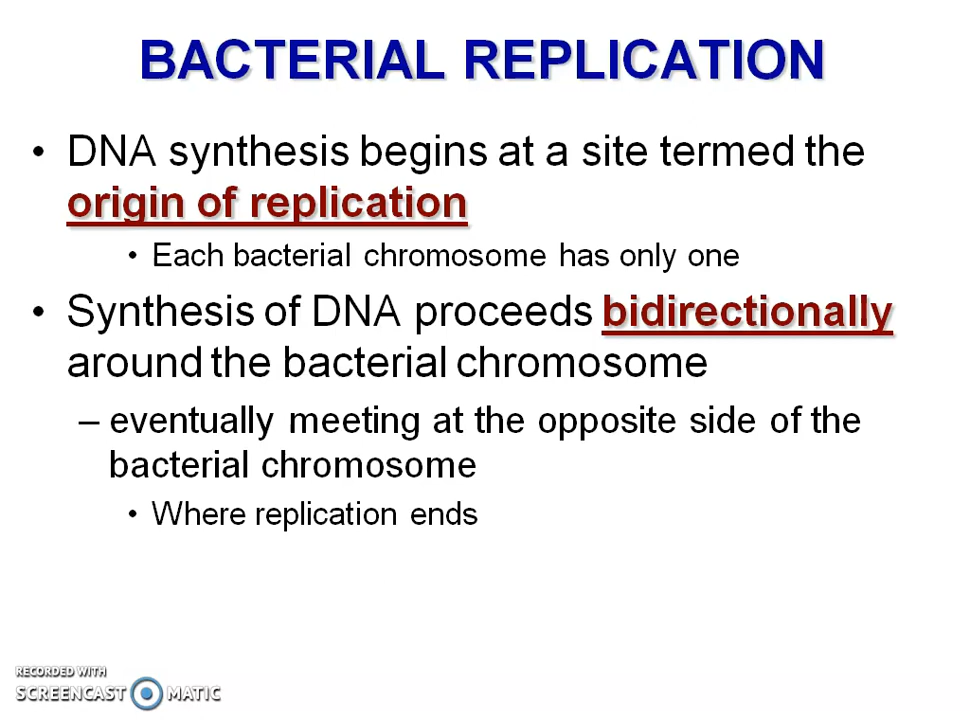 BACTERIAL REPLICATION
• DNA synthesis begins at a site termed the
origin of replication
• Each bacterial chromosome has only one
• Synthesis of DNA proceeds bidirectionally
around the bacterial chromosome
– eventually meeting at the opposite side of the
bacterial chromosome
• Where replication ends
RECORDED WITH
SCREENCAST MATIC